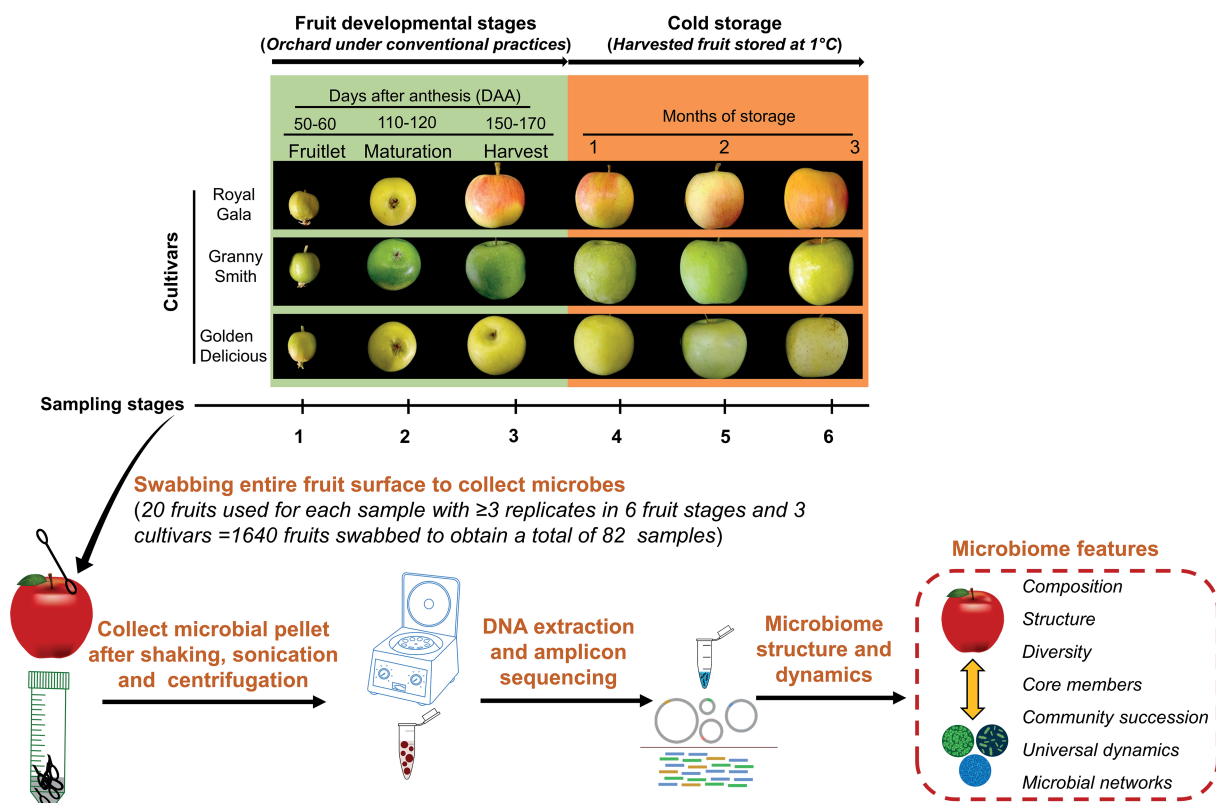 Fruit developmental stages
(Orchard under conventional practices)
Cold storage
(Harvested fruit stored at 1°C)
Days after anthesis (DAA)
50-60
110-120
150-170
Fruitlet
Maturation
Harvest
Months of storage
1
2
3
Cultivars
Royal
Gala
Granny
Smith
Golden
Delicious
Sampling stages
1
2
3
4
5
6
Swabbing entire fruit surface to collect microbes
(20 fruits used for each sample with ≥3 replicates in 6 fruit stages and 3
cultivars =1640 fruits swabbed to obtain a total of 82 samples)
Collect microbial pellet
after shaking, sonication
and centrifugation
DNA extraction
and amplicon
sequencing
Microbiome
structure and
dynamics
Microbiome features
Composition
Structure
Diversity
Core members
Community succession
Universal dynamics
Microbial networks